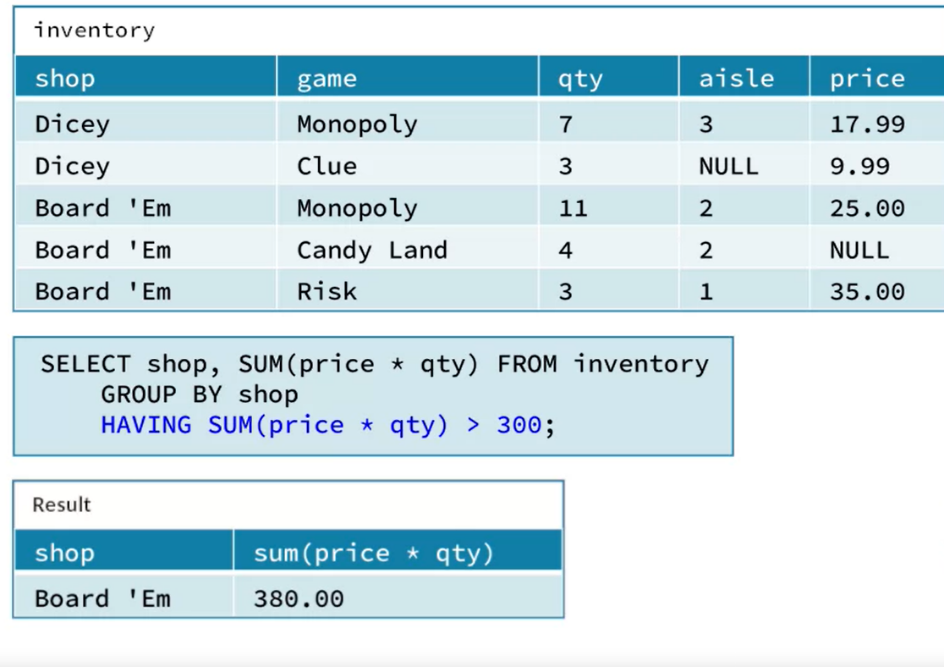 inventory
shop game qty aisle price
Dicey Monopoly 7 3 17.99
Dicey Clue 3 NULL 9.99
Board 'Em Monopoly 11 2 25.00
Board 'Em Candy Land 4 2 NULL
Board 'Em Risk 3 1 35.00
SELECT shop, SUM(price * qty) FROM inventory
GROUP BY shop
HAVING SUM(price * qty) > 300;
Result
shop sum(price * qty)
Board 'Em 380.00